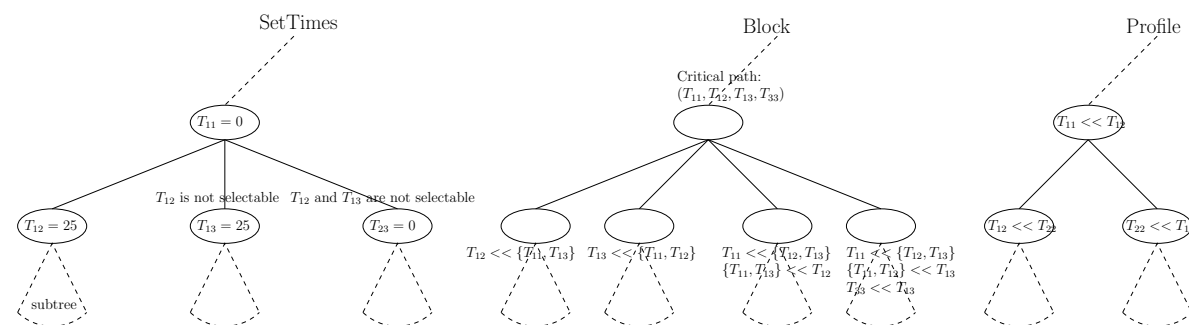 SetTimes
Block
Profile
Critical path:
(T₁₁, T₁₂, T₁₃, T₃₃)
T₁₁ = 0
T₁₁ << T₁₂
T₁₂ is not selectable
T₁₂ and T₁₃ are not selectable
T₁₂ = 25
T₁₃ = 25
T₂₃ = 0
T₁₂ << T₂₂
T₂₂ << T₁
T₁₂ << {T₁₁, T₁₃}
T₁₃ << {T₁₁, T₁₂}
T₁₁ << {T₁₂, T₁₃}
{T₁₁, T₁₃} << T₁₂
T₁₁ << {T₁₂, T₁₃}
{T₁₁, T₁₂} << T₁₃
T₃₃ << T₁₃
subtree